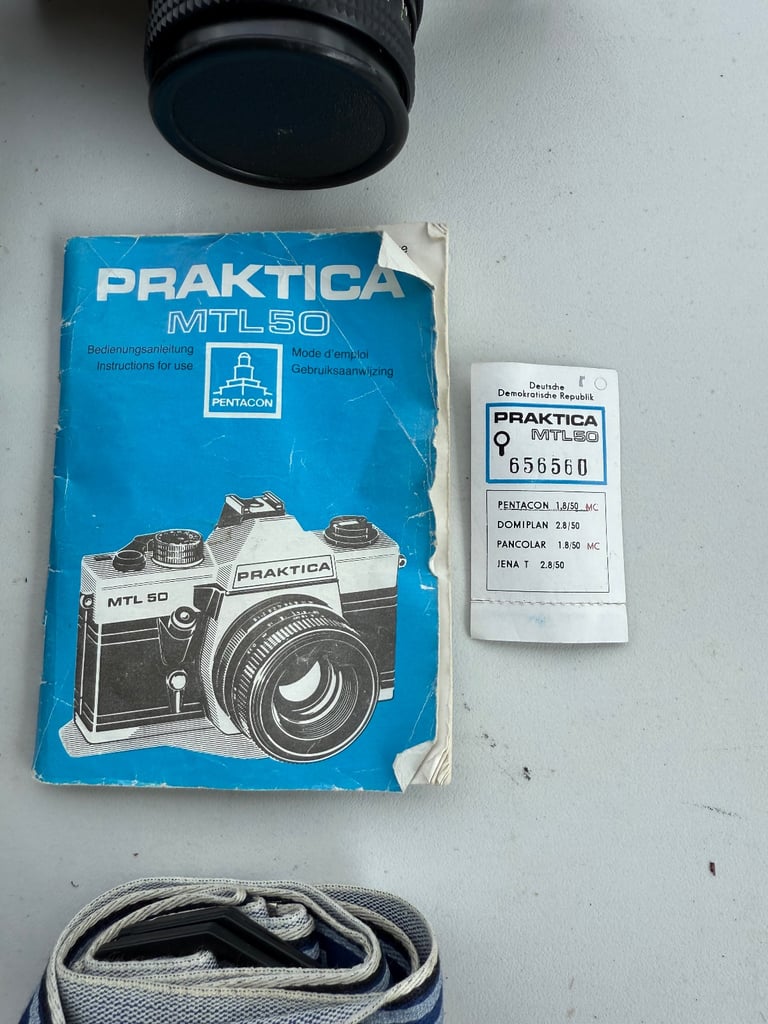 PRAKTICA
MTL50
Bedienungsanleitung
Instructions for use
PENTACON
Mode d'emploi
Gebruiksaanwijzing
PRAKTICA
MTL 50
Deutsche
Demokratische Republik
PRAKTICA
MTL50
656560
PENTACON 1,8/50 MC
DOMIPLAN 2.8/50
PANCOLAR 1.8/50 MC
JENA T 2.8/50